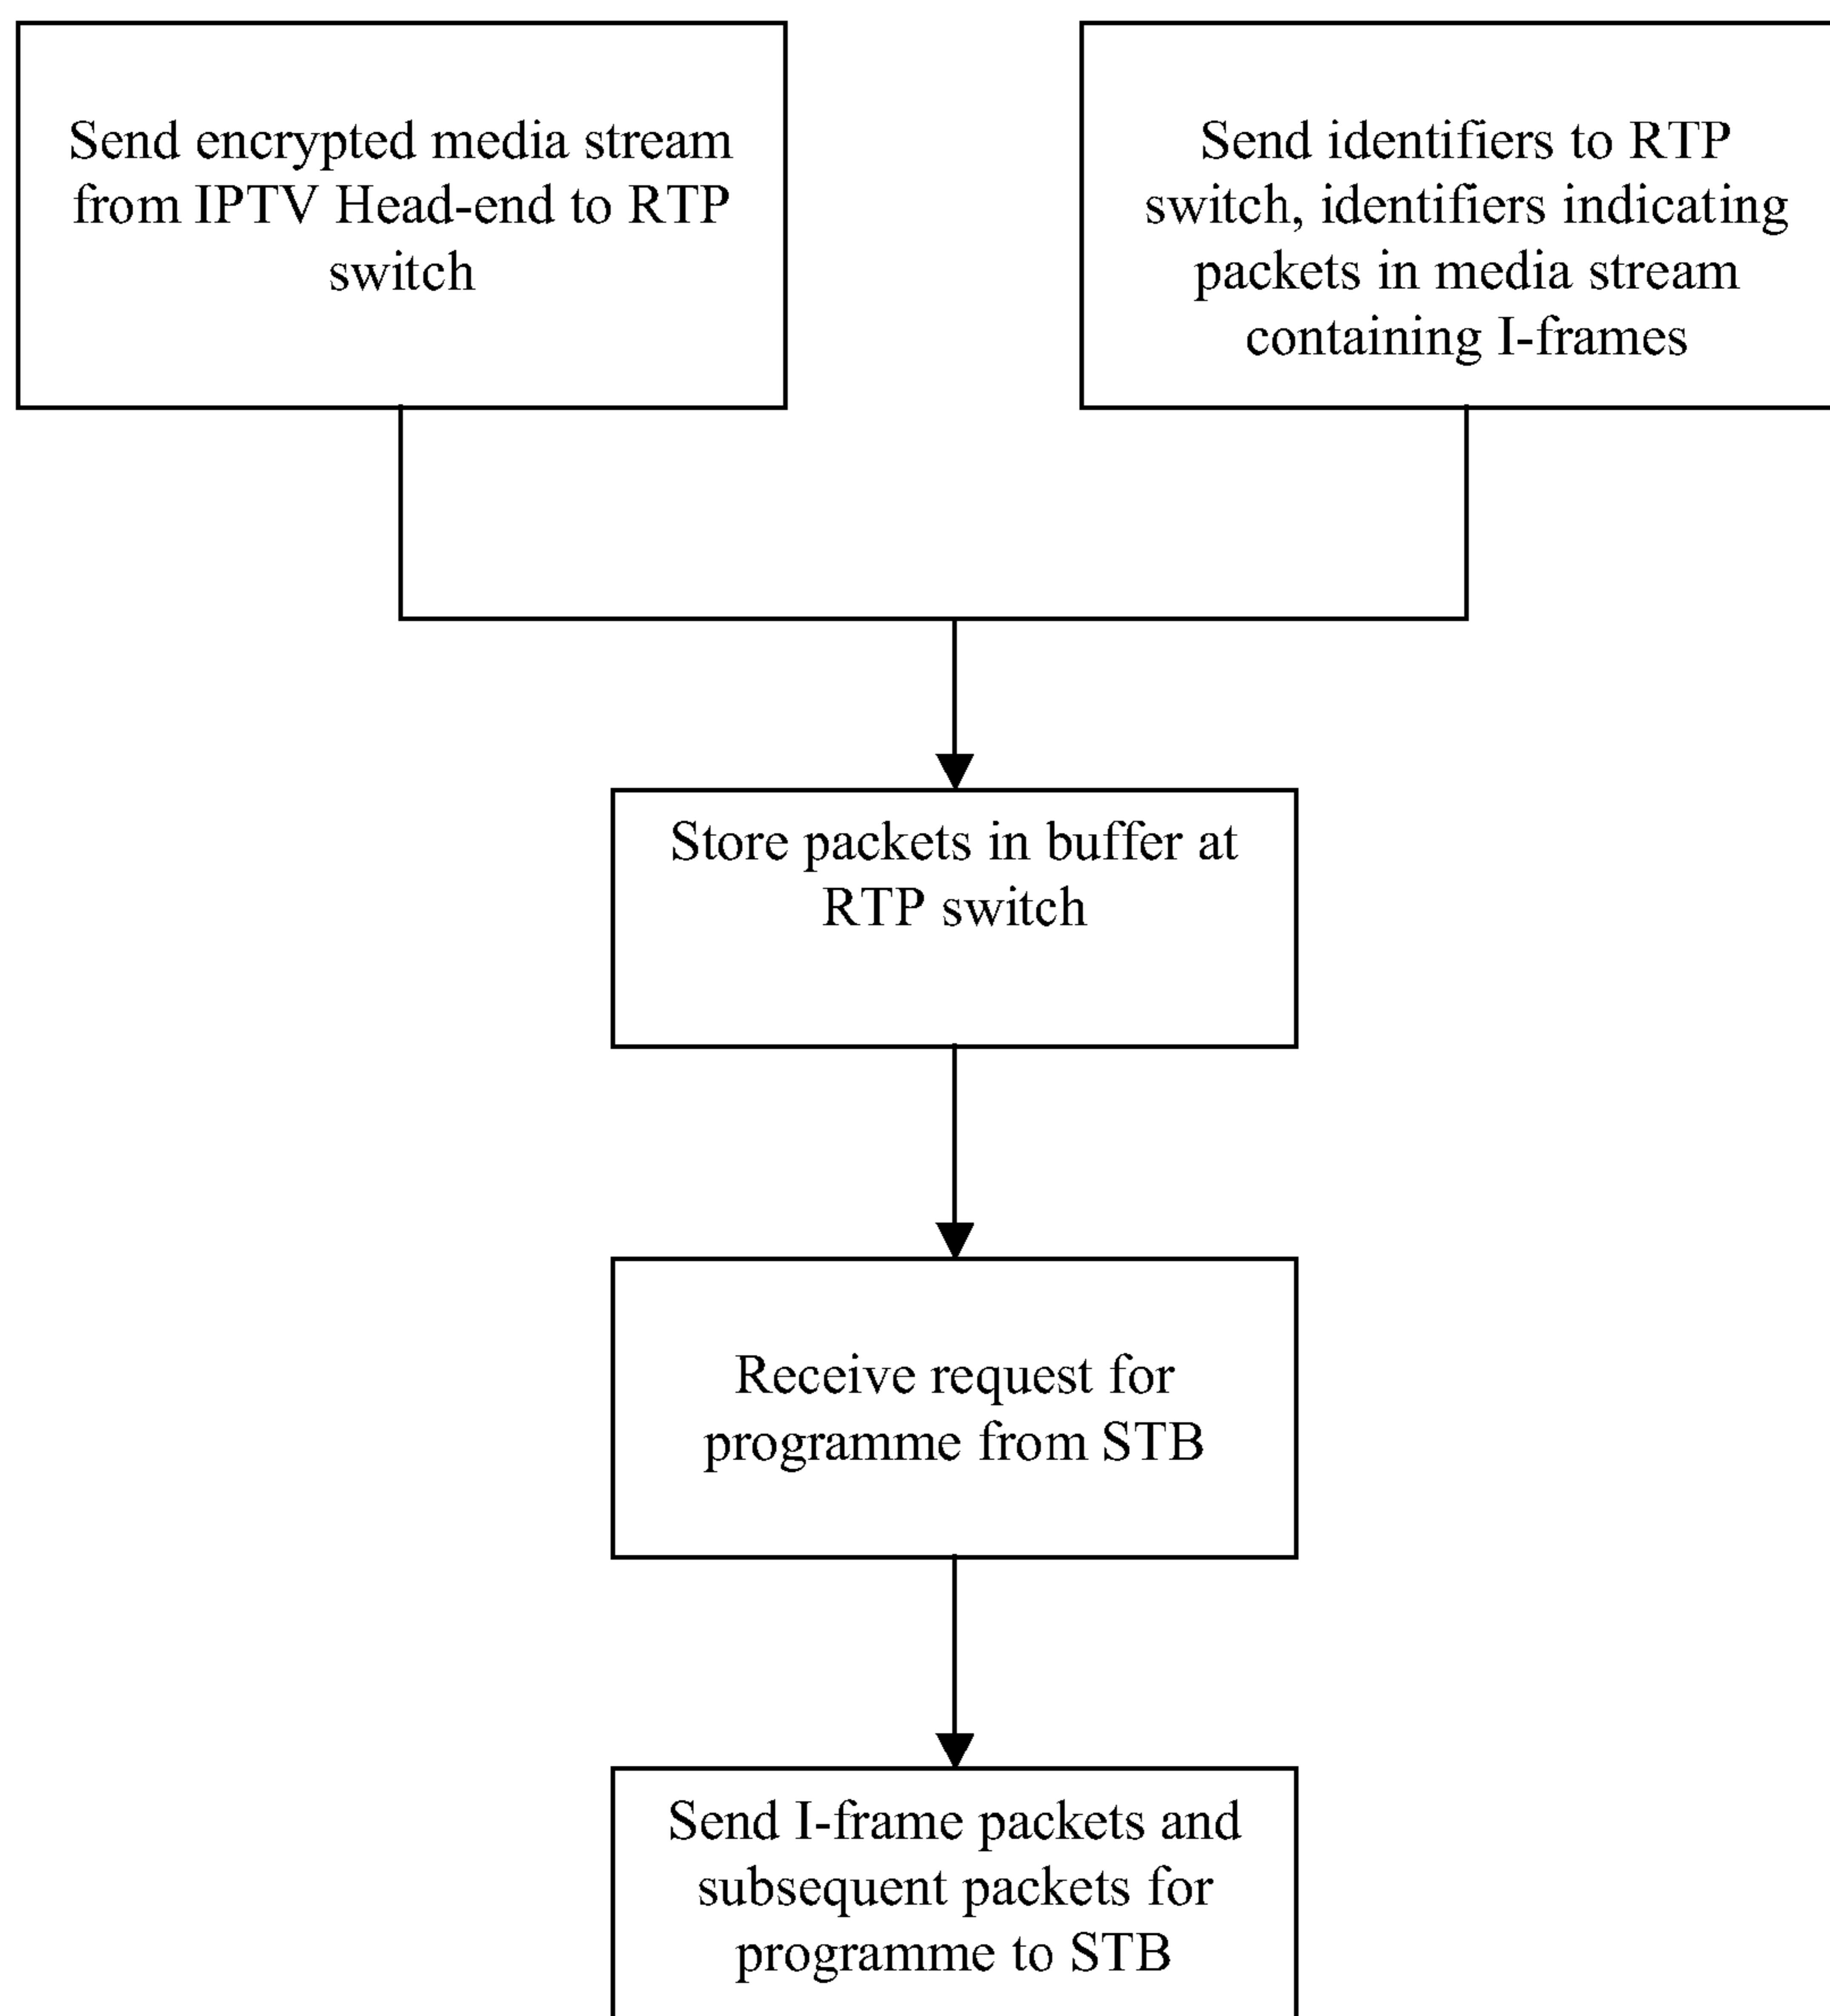 Send encrypted media stream
from IPTV Head-end to RTP
switch
Send identifiers to RTP
switch, identifiers indicating
packets in media stream
containing I-frames
Store packets in buffer at
RTP switch
Receive request for
programme from STB
Send I-frame packets and
subsequent packets for
programme to STB